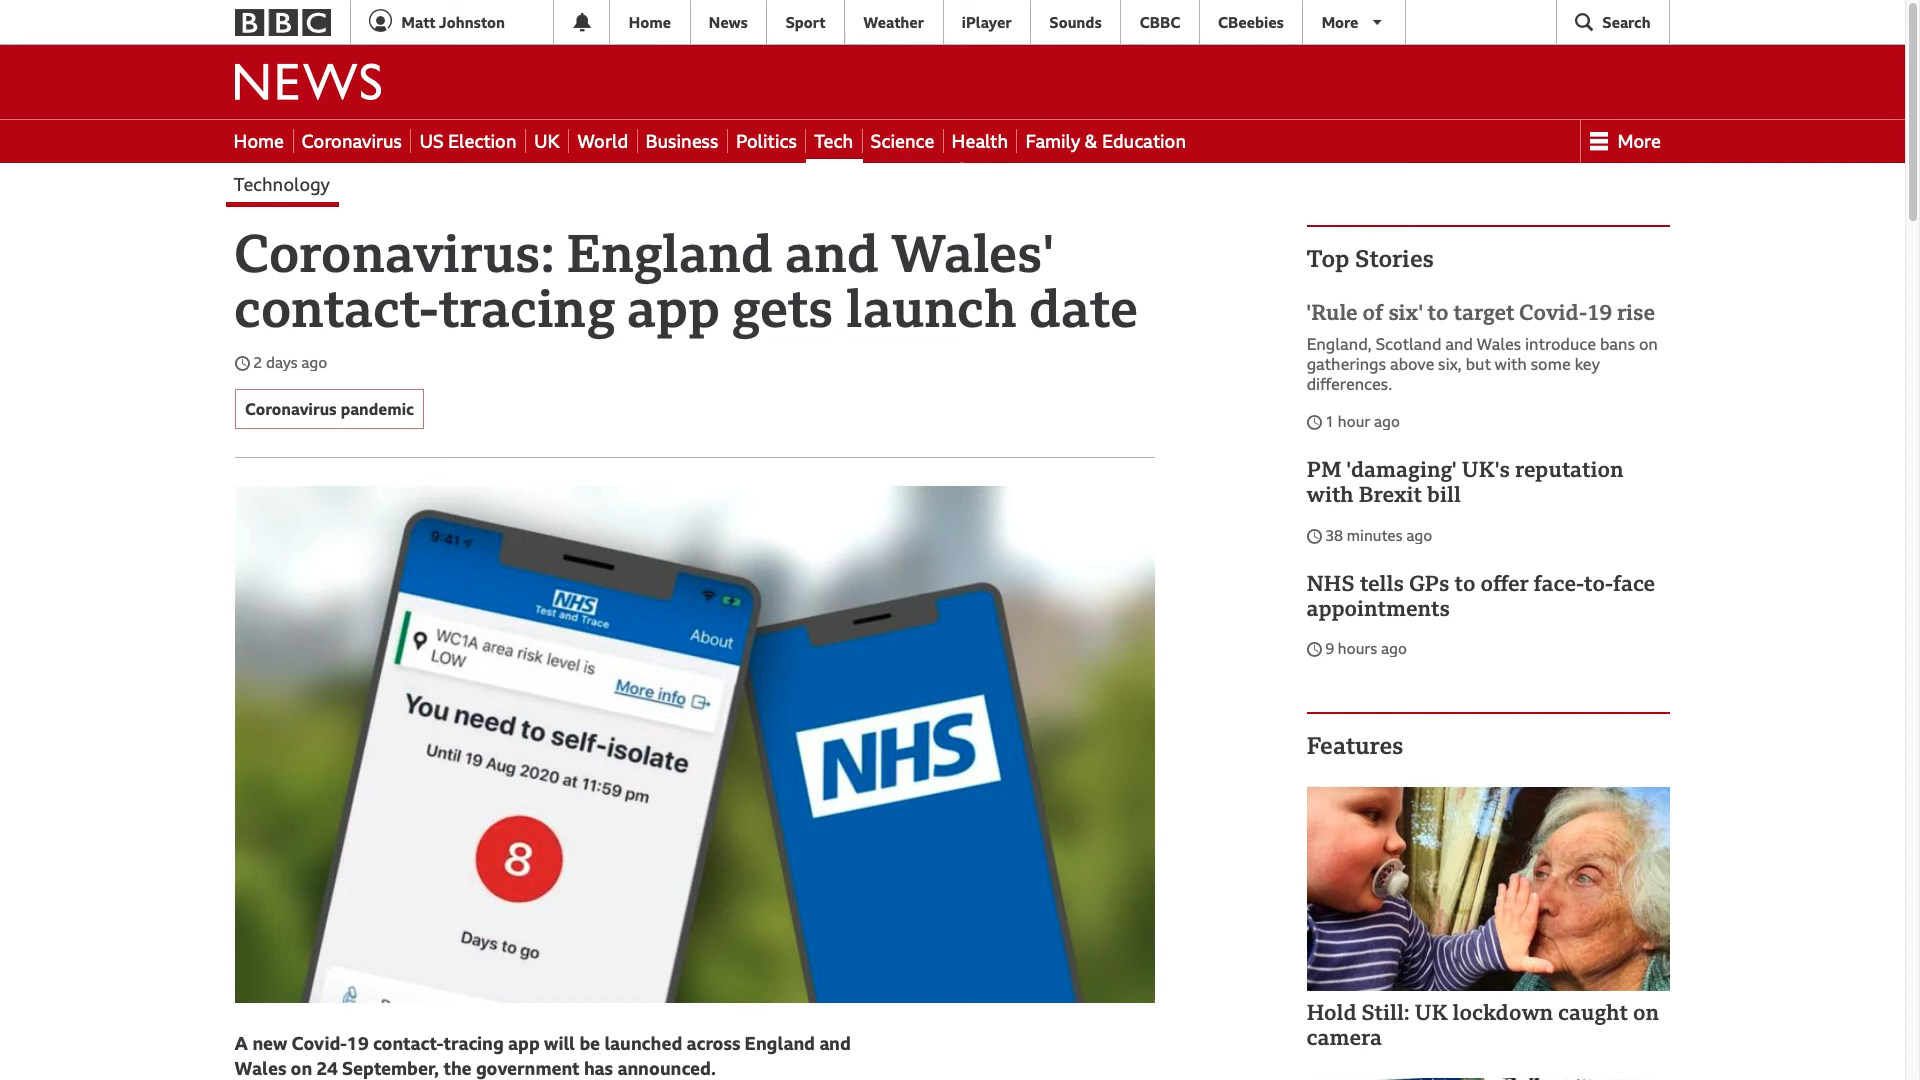 BBC
Matt Johnston
Home
News
Sport
Weather
iPlayer
Sounds
CBBC
CBeebies
More
Search
NEWS
Home
Coronavirus
US Election
UK
World
Business
Politics
Tech
Science
Health
Family & Education
More
Technology
Coronavirus: England and Wales'
contact-tracing app gets launch date
2 days ago
Coronavirus pandemic
9:41
NHS
Test and Trace
About
WC1A area risk level is
LOW
More info
You need to self-isolate
Until 19 Aug 2020 at 11:59 pm
8
Days to go
NHS
A new Covid-19 contact-tracing app will be launched across England and
Wales on 24 September, the government has announced.
Top Stories
'Rule of six' to target Covid-19 rise
England, Scotland and Wales introduce bans on
gatherings above six, but with some key
differences.
1 hour ago
PM 'damaging' UK's reputation
with Brexit bill
38 minutes ago
NHS tells GPs to offer face-to-face
appointments
9 hours ago
Features
Hold Still: UK lockdown caught on
camera